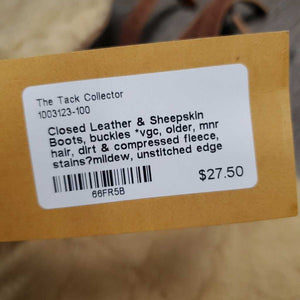 The Tack Collector
1003123-100
Closed Leather & Sheepskin
Boots, buckles *vgc, older, mnr
hair, dirt & compressed fleece,
stains?mildew, unstitched edge
$27.50
66FR5B